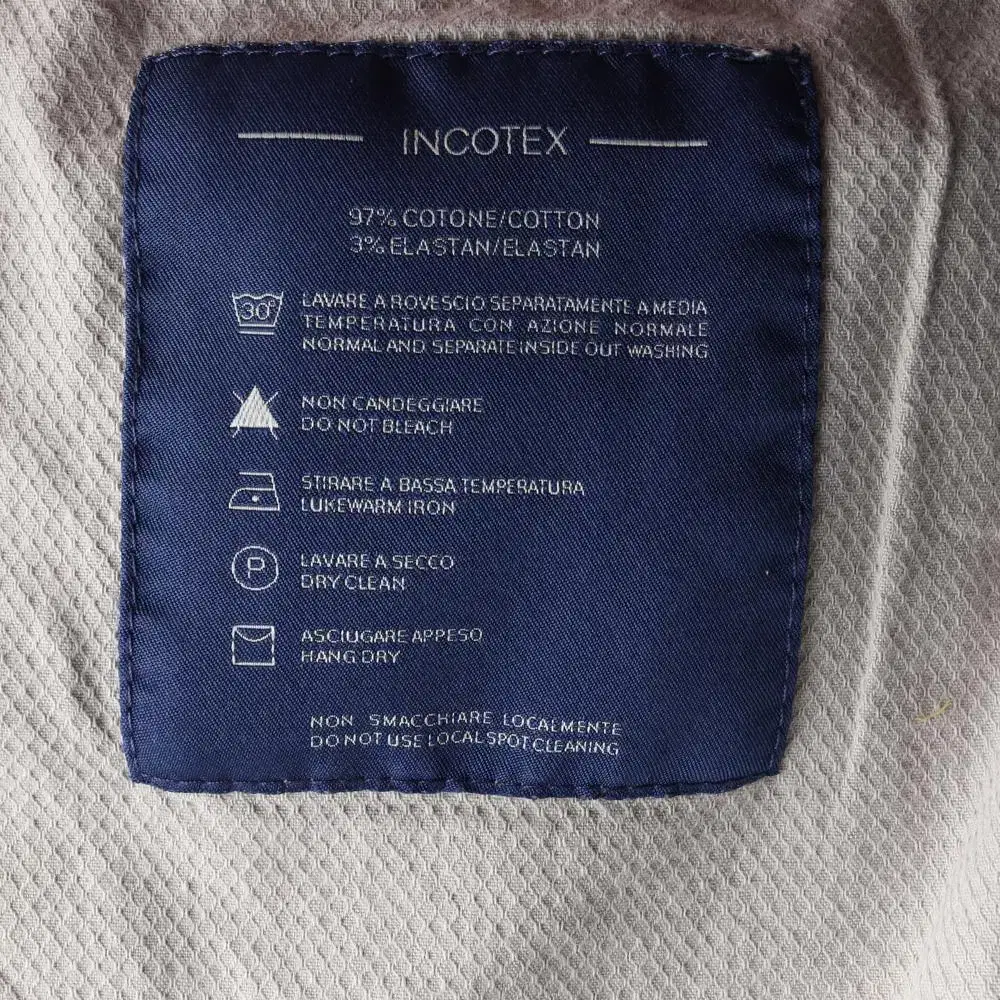 INCOTEX
97% COTONE/COTTON
3% ELASTAN/ELASTAN
30°
LAVARE A ROVESCIO SEPARATAMENTE A MEDIA
TEMPERATURA CON AZIONE NORMALE
NORMAL AND SEPARATE INSIDE OUT WASHING
NON CANDEGGIARE
DO NOT BLEACH
STIRARE A BASSA TEMPERATURA
LUKEWARM IRON
P
LAVARE A SECCO
DRY CLEAN
ASCIUGARE APPESO
HANG DRY
NON SMACCHIARE LOCALMENTE
DO NOT USE LOCAL SPOT CLEANING